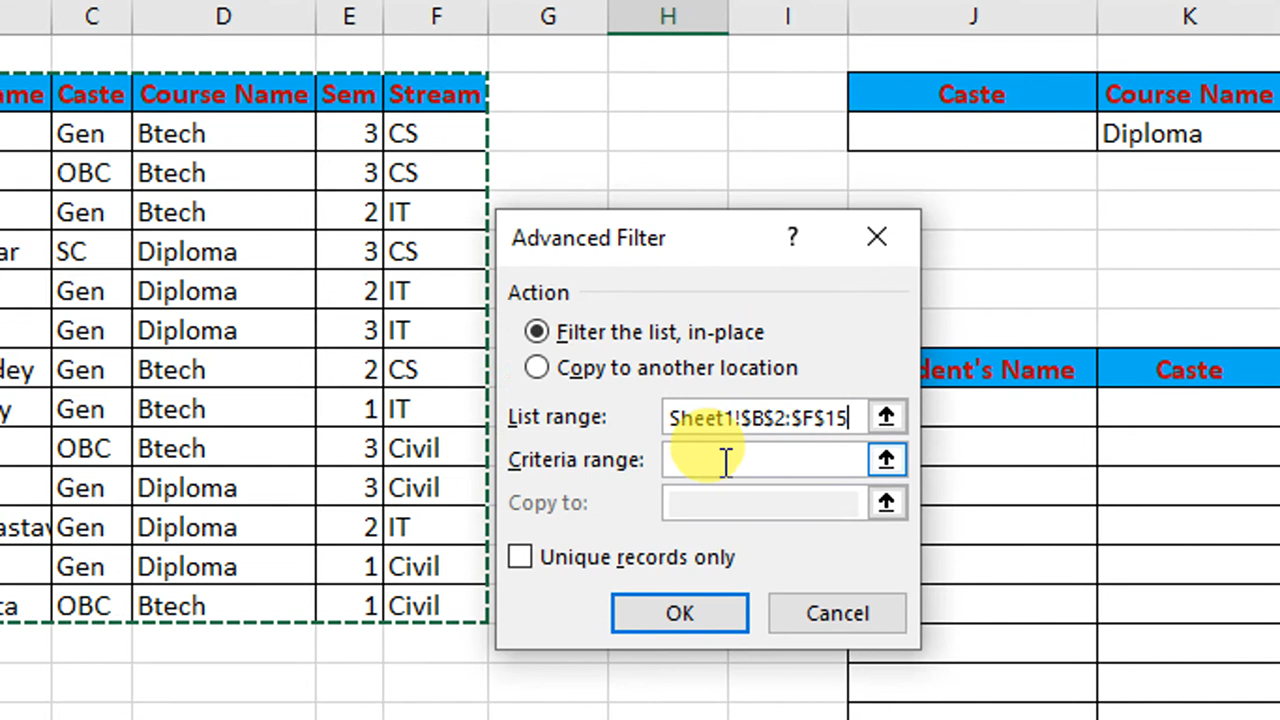 C D E F G H I J K
ame Caste Course Name Sem Stream Caste Course Name
Gen Btech 3 CS Diploma
OBC Btech 3 CS
Gen Btech 2 IT
ar SC Diploma 3 CS
Gen Diploma 2 IT
Gen Diploma 3 IT
dey Gen Btech 2 CS dent's Name Caste
y Gen Btech 1 IT
OBC Btech 3 Civil
Gen Diploma 3 Civil
astav Gen Diploma 2 IT
Gen Diploma 1 Civil
ta OBC Btech 1 Civil
Advanced Filter ? ×
Action
Filter the list, in-place
Copy to another location
List range: Sheet1!$B$2:$F$15
Criteria range:
Copy to:
Unique records only
OK Cancel